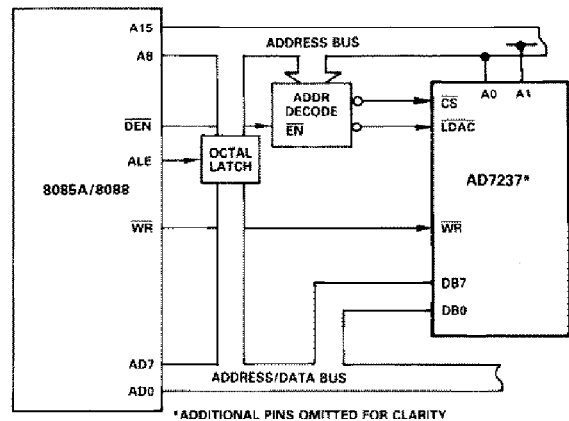 A15
ADDRESS BUS
A8
ADDR
DECODE
EN
A0
A1
CS
LDAC
DEN
ALE
OCTAL
LATCH
8085A/8088
AD7237*
WR
WR
DB7
DB0
AD7
ADDRESS/DATA BUS
AD0
*ADDITIONAL PINS OMITTED FOR CLARITY